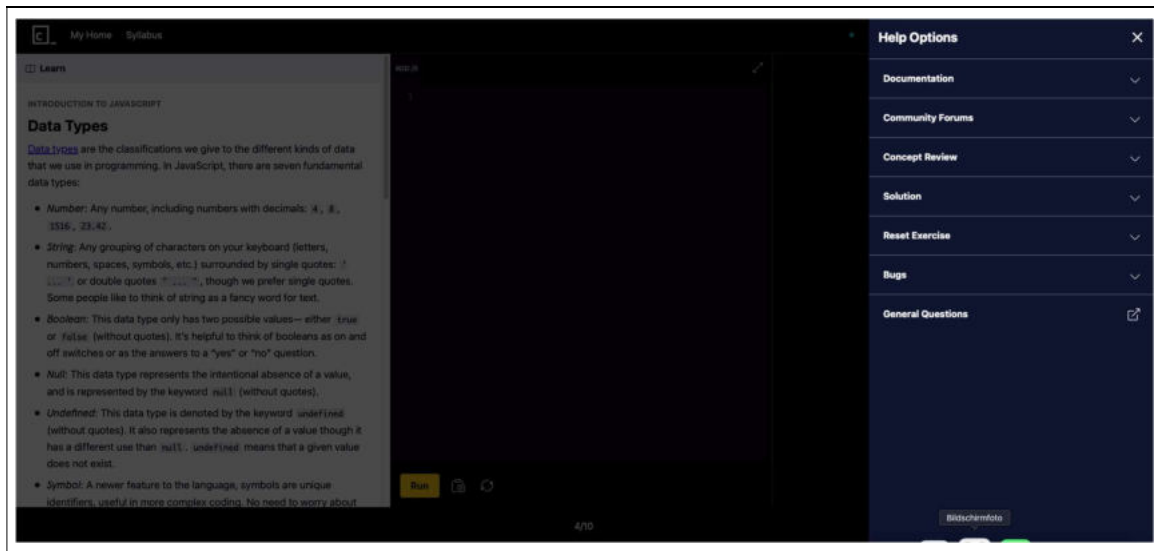 C_ My Home Syllabus
Learn
INTRODUCTION TO JAVASCRIPT
Data Types
Data types are the classifications we give to the different kinds of data
that we use in programming. In JavaScript, there are seven fundamental
data types:
• Number: Any number, including numbers with decimals: 4, 8,
1516, 23.42.
• String: Any grouping of characters on your keyboard (letters,
numbers, spaces, symbols, etc.) surrounded by single quotes: '
... ' or double quotes " ... ", though we prefer single quotes.
Some people like to think of string as a fancy word for text.
• Boolean: This data type only has two possible values— either true
or false (without quotes). It's helpful to think of booleans as on and
off switches or as the answers to a "yes" or "no" question.
• Null: This data type represents the intentional absence of a value,
and is represented by the keyword null (without quotes).
• Undefined: This data type is denoted by the keyword undefined
(without quotes). It also represents the absence of a value though it
has a different use than null. undefined means that a given value
does not exist.
• Symbol: A newer feature to the language, symbols are unique
identifiers, useful in more complex coding. No need to worry about
app.js
1
Run
4/10
Help Options
Documentation
Community Forums
Concept Review
Solution
Reset Exercise
Bugs
General Questions
Bildschirmfoto